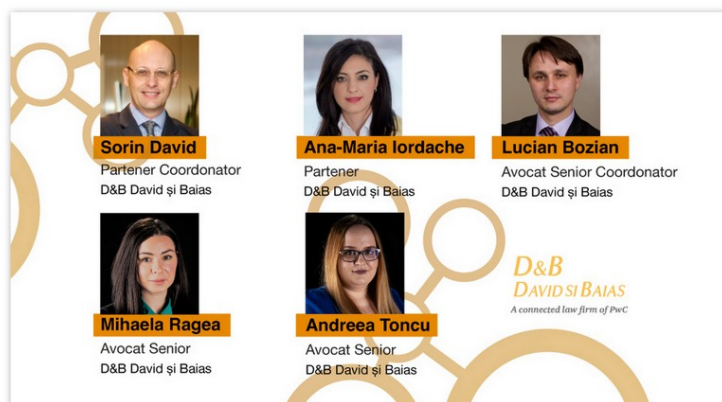 Sorin David
Partener Coordonator
D&B David și Baias
Ana-Maria Iordache
Partener
D&B David și Baias
Lucian Bozian
Avocat Senior Coordonator
D&B David și Baias
Mihaela Ragea
Avocat Senior
D&B David și Baias
Andreea Toncu
Avocat Senior
D&B David și Baias
D&B
DAVID SI BAIAS
A connected law firm of PwC